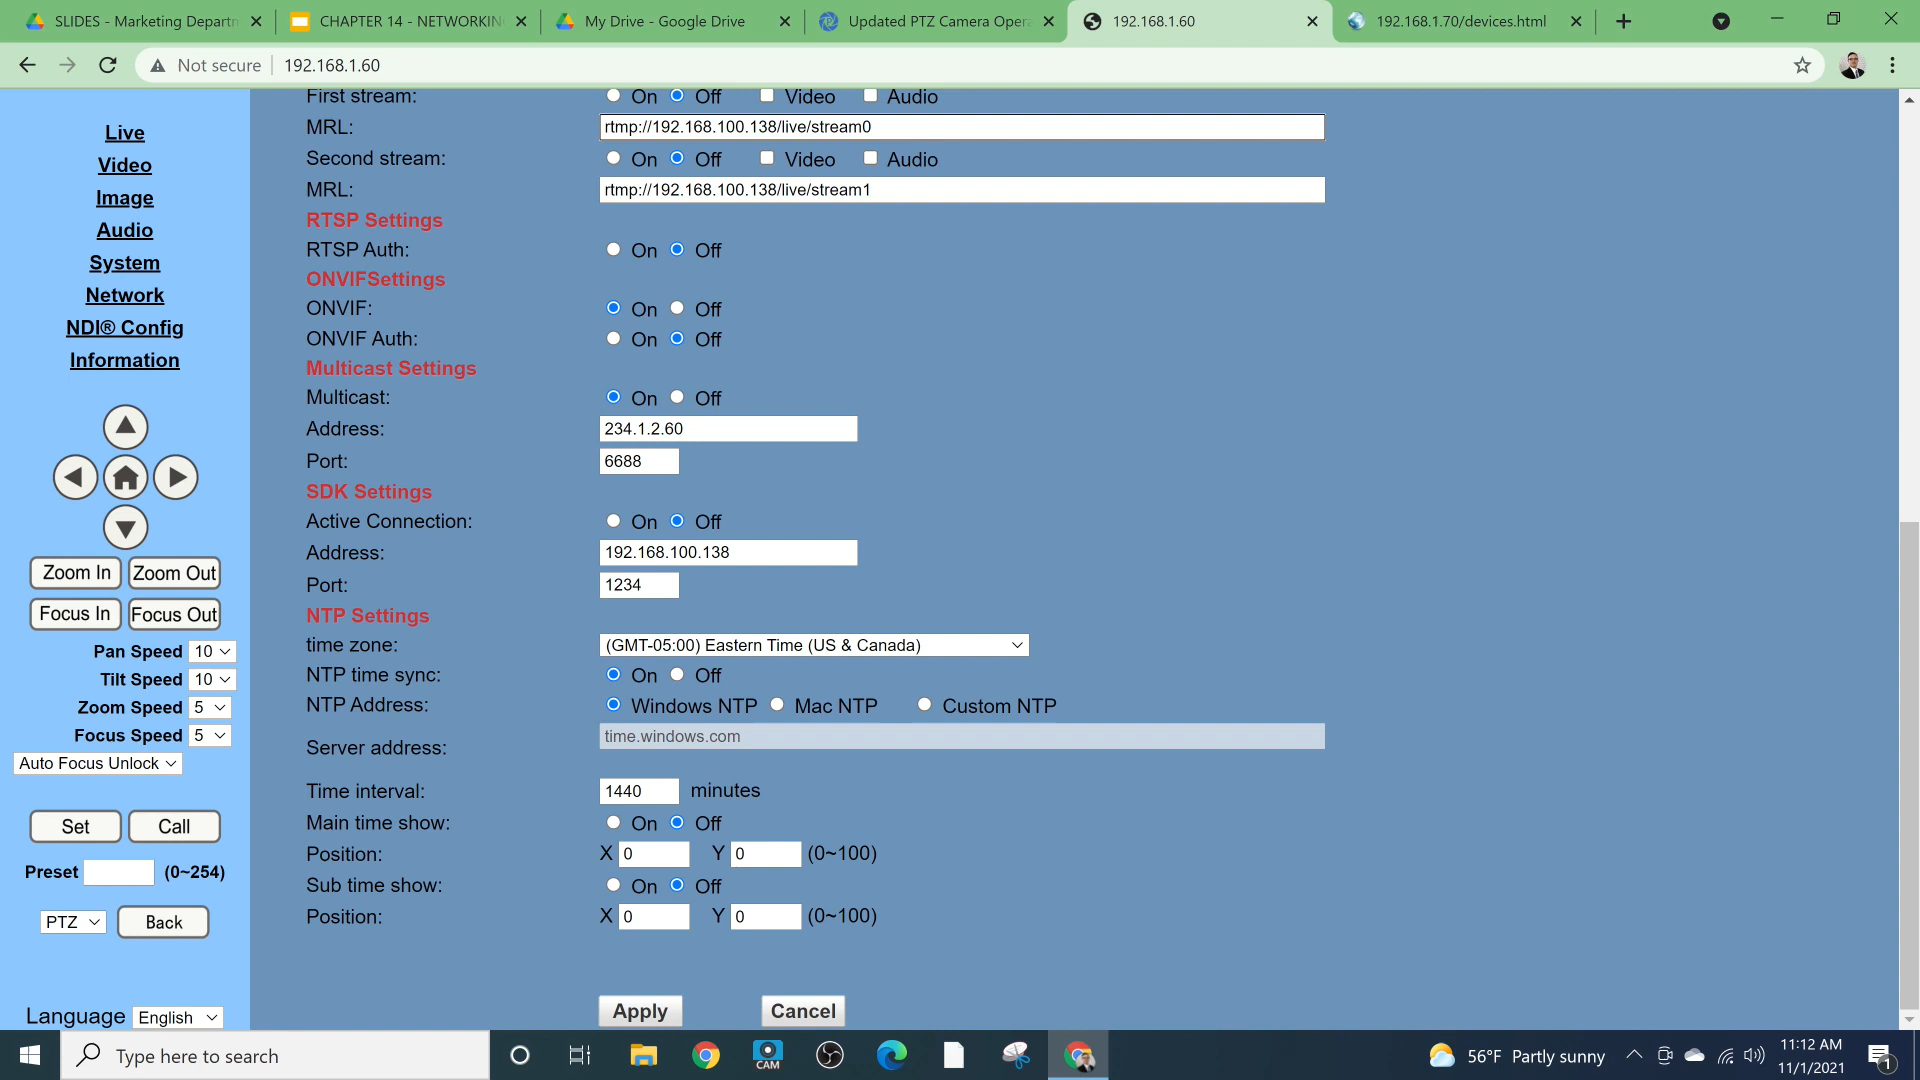 SLIDES - Marketing Departn
CHAPTER 14 - NETWORKIN
My Drive - Google Drive
Updated PTZ Camera Opera
192.168.1.60
192.168.1.70/devices.html
Not secure
192.168.1.60
Live
Video
Image
Audio
System
Network
NDI® Config
Information
Zoom In Zoom Out
Focus In Focus Out
Pan Speed 10
Tilt Speed 10
Zoom Speed 5
Focus Speed 5
Auto Focus Unlock
Set Call
Preset (0~254)
PTZ Back
Language English
First stream: On Off Video Audio
MRL: rtmp://192.168.100.138/live/stream0
Second stream: On Off Video Audio
MRL: rtmp://192.168.100.138/live/stream1
RTSP Settings
RTSP Auth: On Off
ONVIFSettings
ONVIF: On Off
ONVIF Auth: On Off
Multicast Settings
Multicast: On Off
Address: 234.1.2.60
Port: 6688
SDK Settings
Active Connection: On Off
Address: 192.168.100.138
Port: 1234
NTP Settings
time zone: (GMT-05:00) Eastern Time (US & Canada)
NTP time sync: On Off
NTP Address: Windows NTP Mac NTP Custom NTP
Server address: time.windows.com
Time interval: 1440 minutes
Main time show: On Off
Position: X 0 Y 0 (0~100)
Sub time show: On Off
Position: X 0 Y 0 (0~100)
Apply Cancel
Type here to search
CAM
56°F Partly sunny
11:12 AM
11/1/2021
1